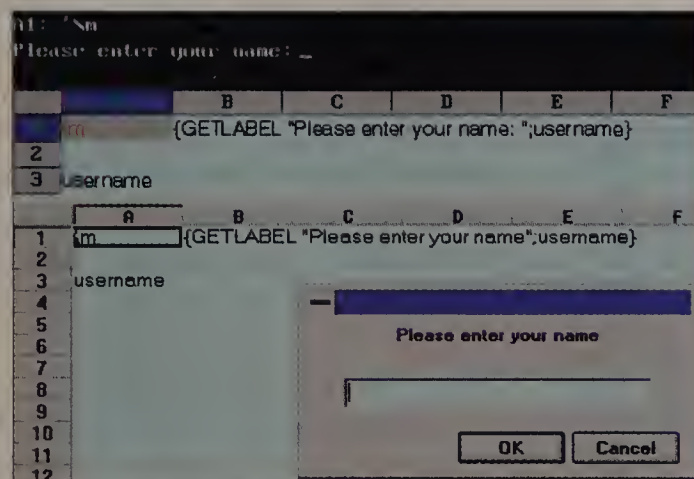 A1: '\m
Please enter your name: _
B C D E F
\m {GETLABEL "Please enter your name: ";username}
2
3 username
A B C D E F
1 \m {GETLABEL "Please enter your name";username}
2
3 username
4
5 Please enter your name
6
7
8
9
10 OK Cancel
11
12